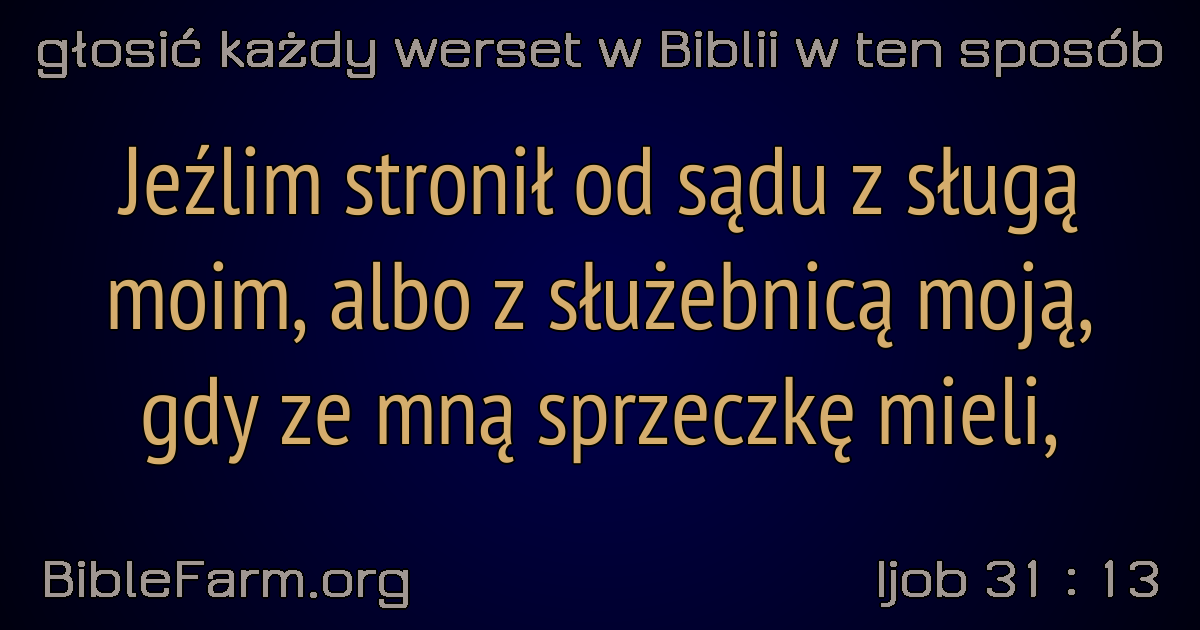 głosić każdy werset w Biblii w ten sposób
Jeźlim stronił od sądu z sługą
moim, albo z służebnicą moją,
gdy ze mną sprzeczkę mieli,
BibleFarm.org
Ijob 31 : 13